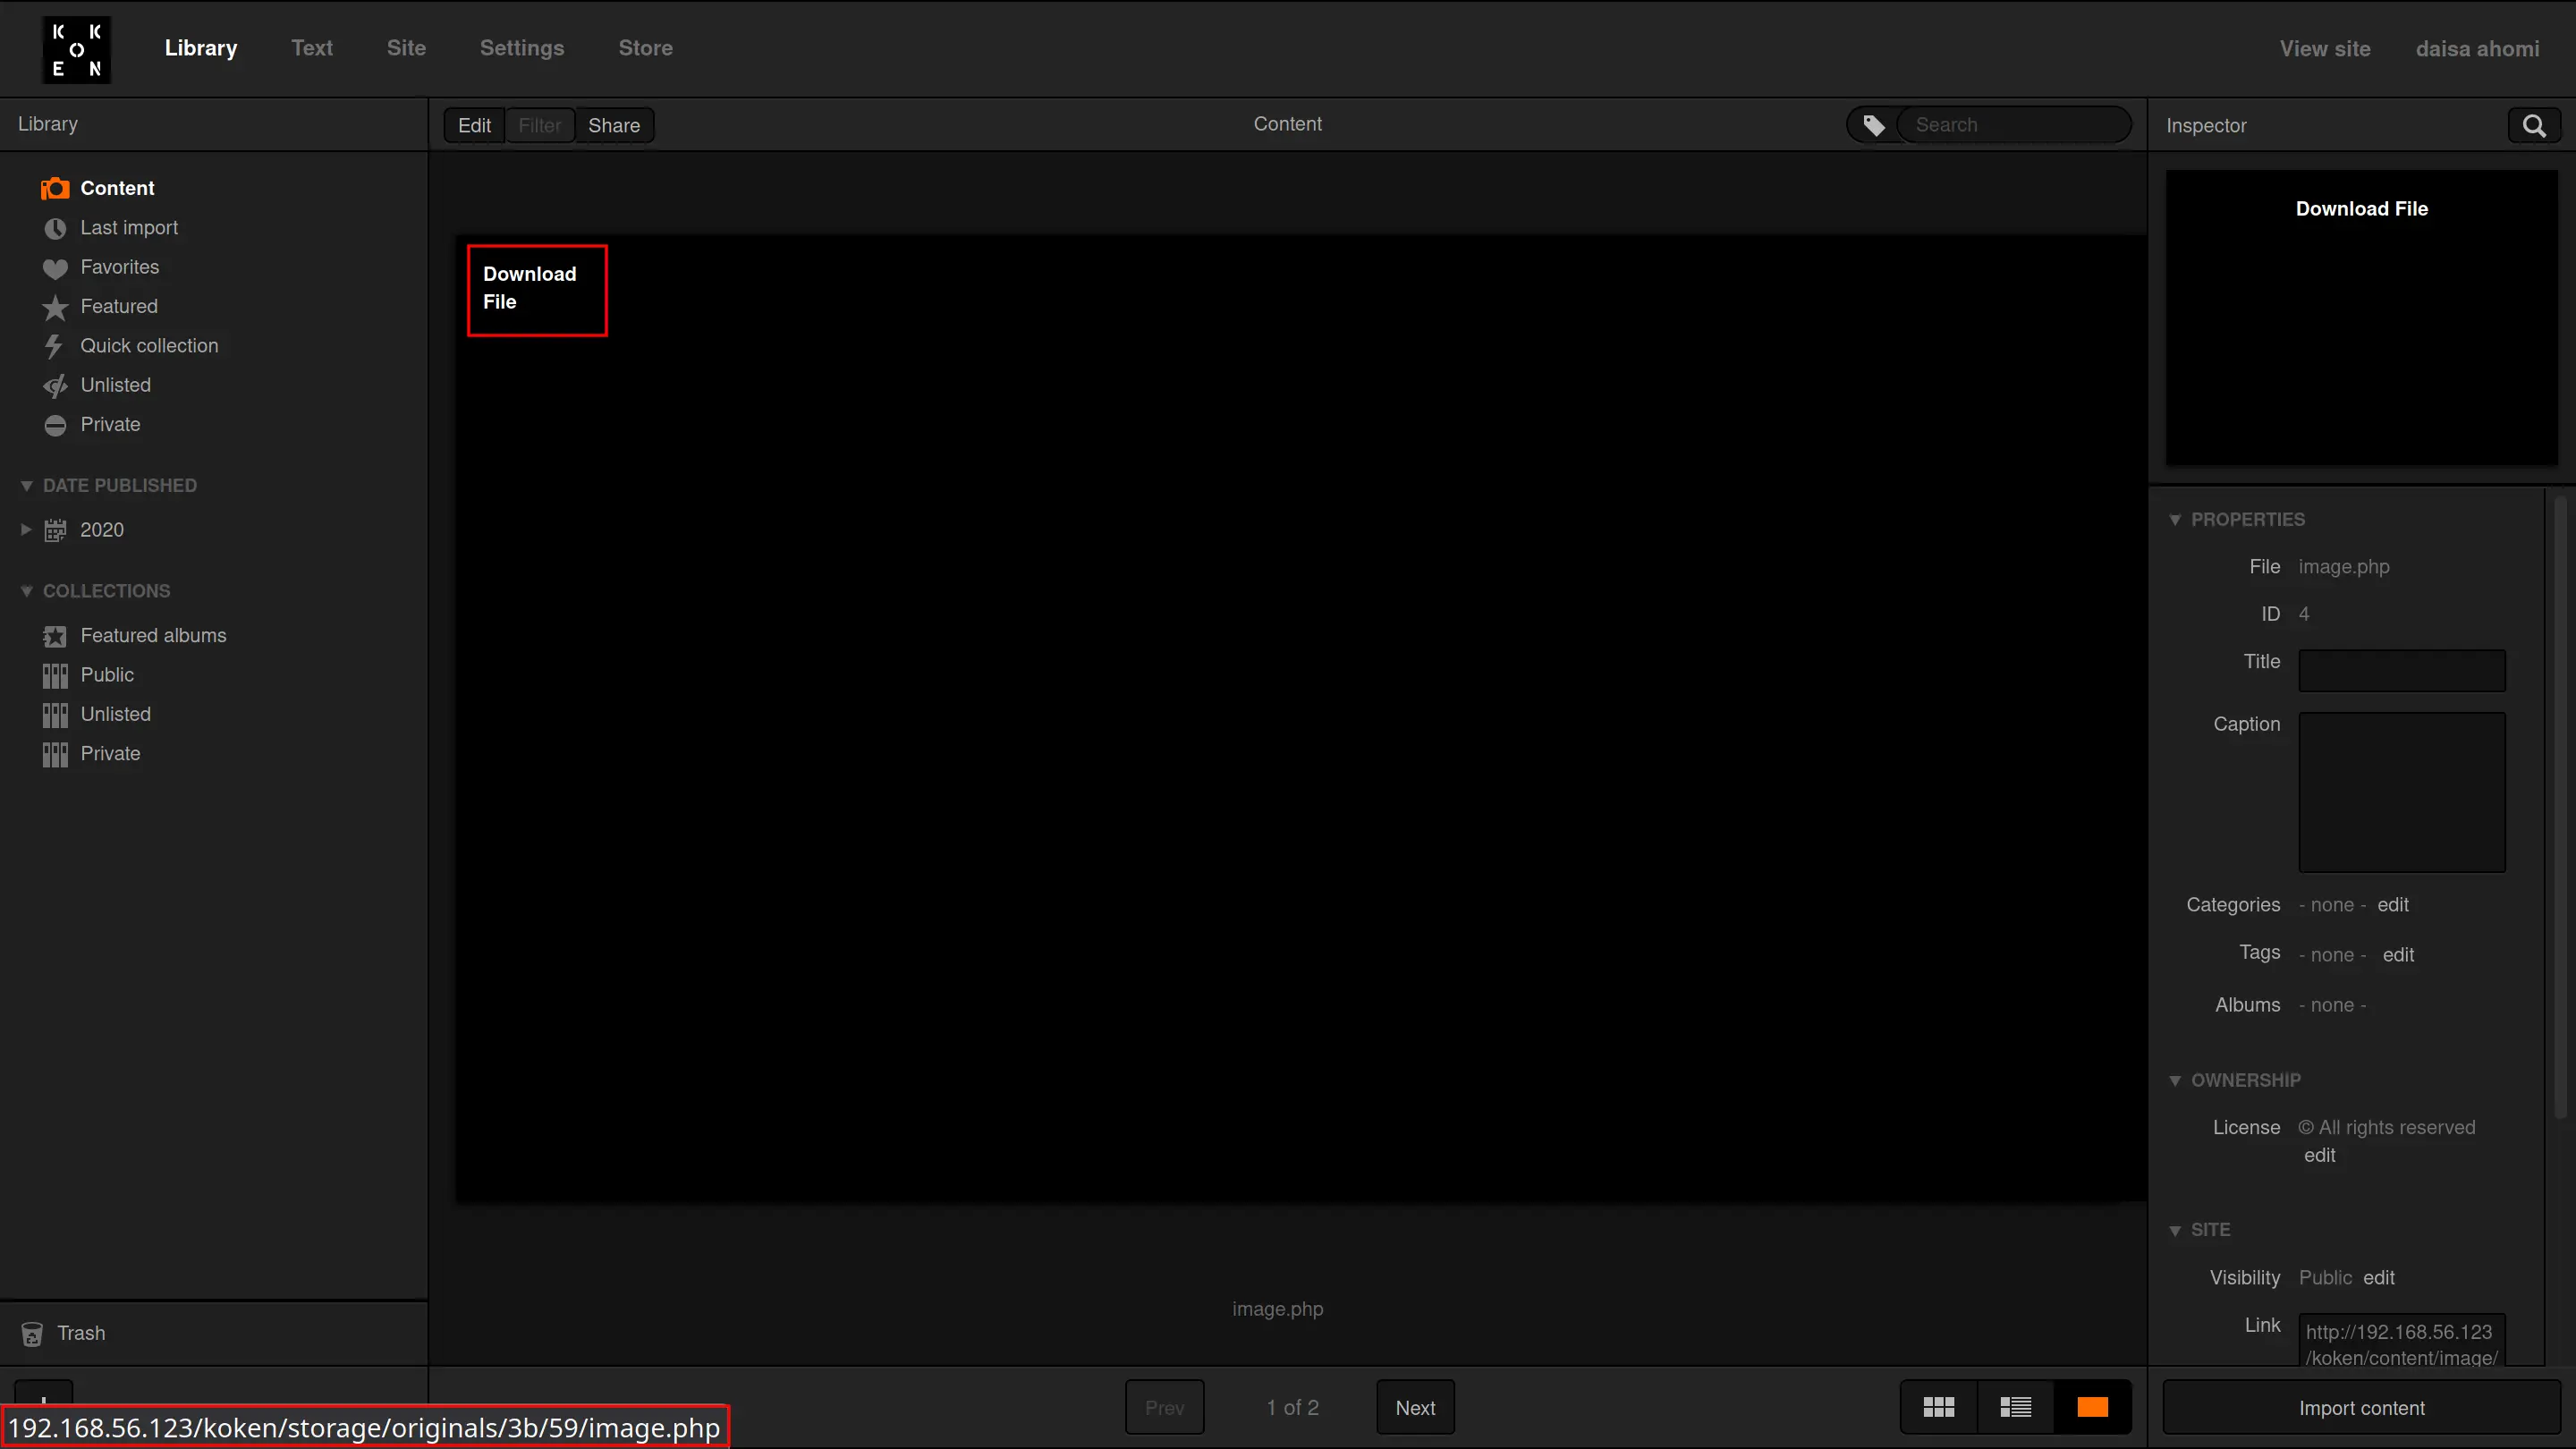 K K
O
E N
Library
Text
Site
Settings
Store
View site
daisa ahomi
Library
Edit
Filter
Share
Content
Search
Inspector
Content
Last import
Favorites
Featured
Quick collection
Unlisted
Private
DATE PUBLISHED
2020
COLLECTIONS
Featured albums
Public
Unlisted
Private
Trash
Download
File
image.php
Prev
1 of 2
Next
Download File
PROPERTIES
File image.php
ID 4
Title
Caption
Categories - none - edit
Tags - none - edit
Albums - none -
OWNERSHIP
License © All rights reserved
edit
SITE
Visibility Public edit
Link http://192.168.56.123
/koken/content/image/
Import content
192.168.56.123/koken/storage/originals/3b/59/image.php